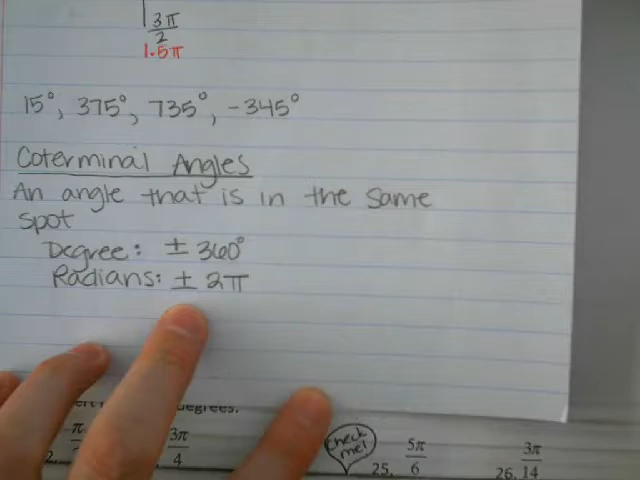 3π
2
1.5π
15°, 375°, 735°, -345°
Coterminal Angles
An angle that is in the same
spot
Degree: ± 360°
Radians: ± 2π
degrees.
3π
4
check me!
25. 5π/6
26. 3π/14